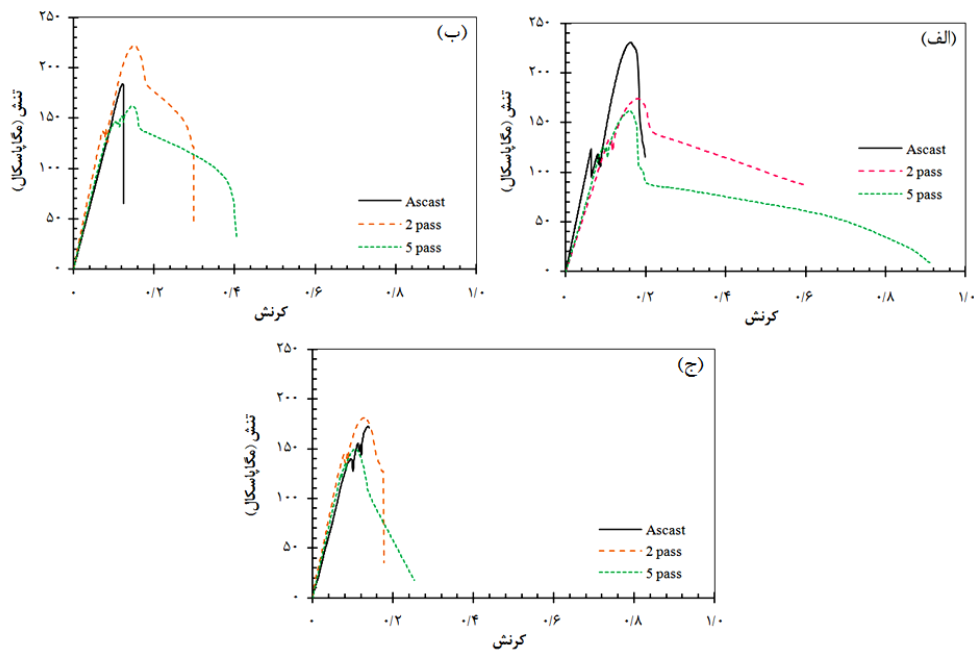 (الف)
تنش (مگاپاسکال)
۲۵۰
۲۰۰
۱۵۰
۱۰۰
۵۰
۰
Ascast
2 pass
5 pass
۰ ۰/۲ ۰/۴ ۰/۶ ۰/۸ ۱/۰
کرنش
(ب)
تنش (مگاپاسکال)
۲۵۰
۲۰۰
۱۵۰
۱۰۰
۵۰
۰
Ascast
2 pass
5 pass
۰ ۰/۲ ۰/۴ ۰/۶ ۰/۸ ۱/۰
کرنش
(ج)
تنش (مگاپاسکال)
۲۵۰
۲۰۰
۱۵۰
۱۰۰
۵۰
۰
Ascast
2 pass
5 pass
۰ ۰/۲ ۰/۴ ۰/۶ ۰/۸ ۱/۰
کرنش